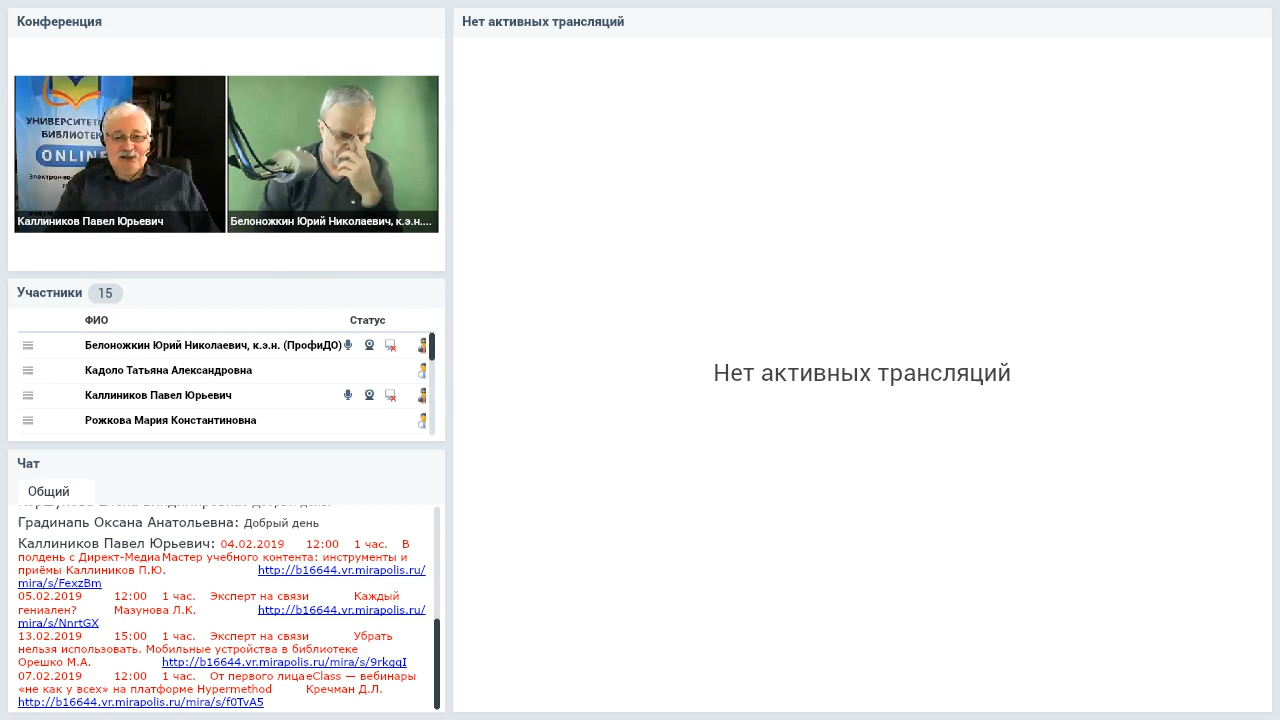 Конференция
УНИВЕРСИТЕТ
БИБЛИОТЕК
ONLINE
Каллиников Павел Юрьевич
Белоножкин Юрий Николаевич, к.э.н....
Участники 15
ФИО Статус
Белоножкин Юрий Николаевич, к.э.н. (ПрофиДО)
Кадоло Татьяна Александровна
Каллиников Павел Юрьевич
Рожкова Мария Константиновна
Чат
Общий
Градинапь Оксана Анатольевна: Добрый день
Каллиников Павел Юрьевич: 04.02.2019 12:00 1 час. В
полдень с Директ-Медиа Мастер учебного контента: инструменты и
приёмы Каллиников П.Ю. http://b16644.vr.mirapolis.ru/
mira/s/FexzBm
05.02.2019 12:00 1 час. Эксперт на связи Каждый
гениален? Мазунова Л.К. http://b16644.vr.mirapolis.ru/
mira/s/NnrtGX
13.02.2019 15:00 1 час. Эксперт на связи Убрать
нельзя использовать. Мобильные устройства в библиотеке
Орешко М.А. http://b16644.vr.mirapolis.ru/mira/s/9rkgqI
07.02.2019 12:00 1 час. От первого лица eClass — вебинары
«не как у всех» на платформе Hypermethod Кречман Д.Л.
http://b16644.vr.mirapolis.ru/mira/s/f0TvA5
Нет активных трансляций
Нет активных трансляций